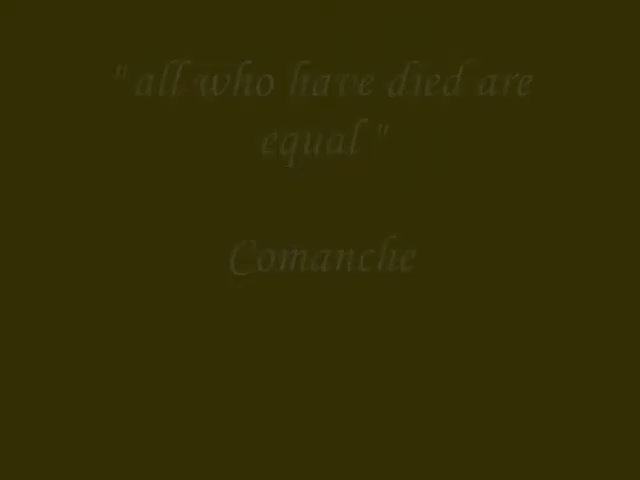 " all who have died are
equal "
Comanche